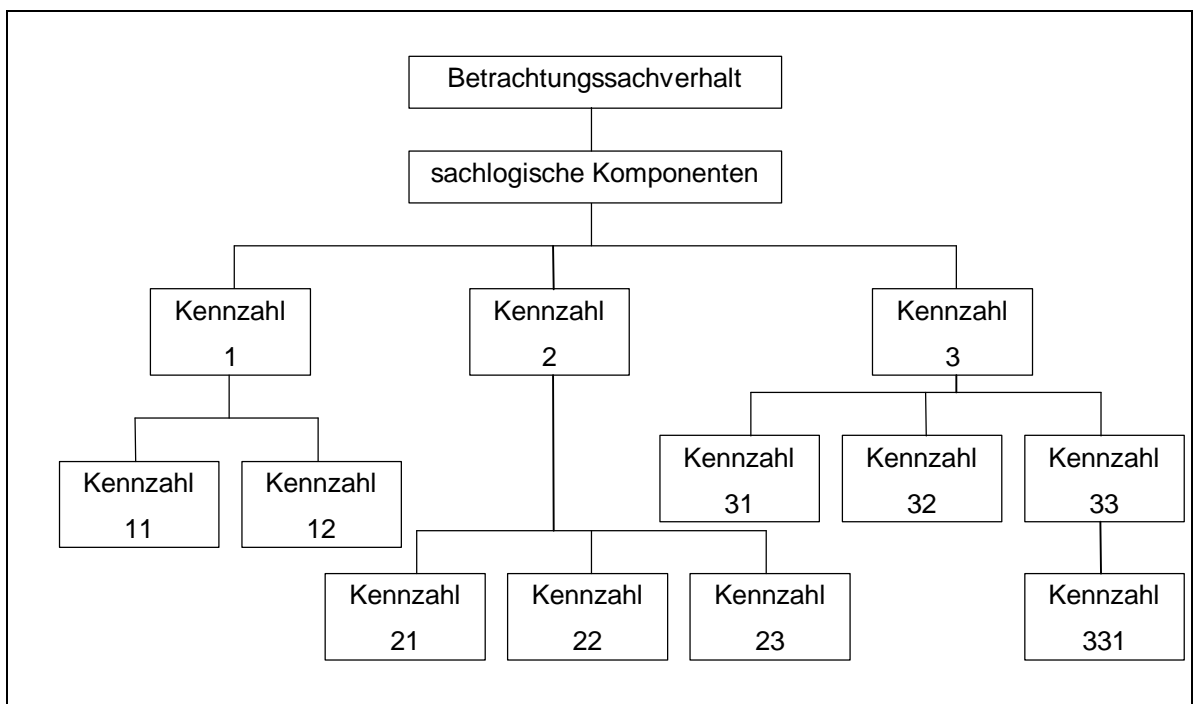 Betrachtungssachverhalt
sachlogische Komponenten
Kennzahl
1
Kennzahl
2
Kennzahl
3
Kennzahl
11
Kennzahl
12
Kennzahl
21
Kennzahl
22
Kennzahl
23
Kennzahl
31
Kennzahl
32
Kennzahl
33
Kennzahl
331